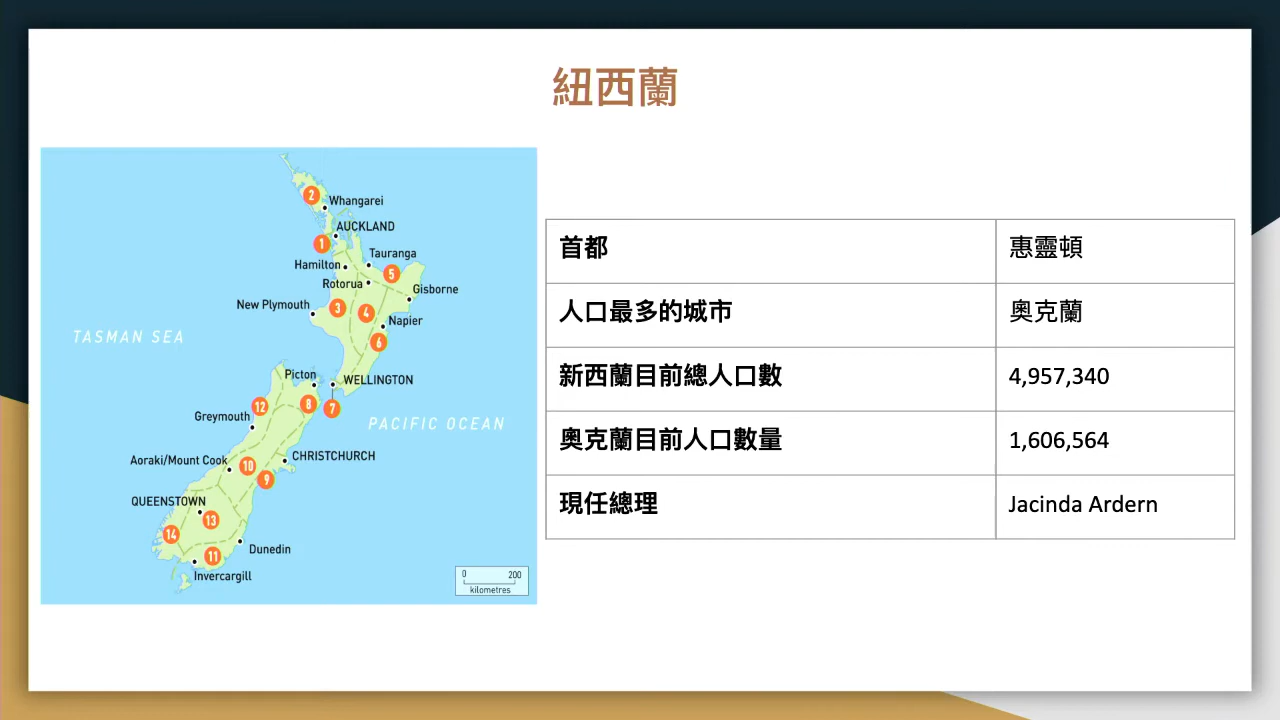 紐西蘭
2
Whangarei
AUCKLAND
1
Tauranga
Hamilton
5
Rotorua
Gisborne
New Plymouth
3
4
Napier
TASMAN SEA
6
Picton
WELLINGTON
12
8
7
Greymouth
PACIFIC OCEAN
CHRISTCHURCH
Aoraki/Mount Cook
10
9
QUEENSTOWN
13
14
Dunedin
11
Invercargill
0 200
kilometres
首都 惠靈頓
人口最多的城市 奧克蘭
新西蘭目前總人口數 4,957,340
奧克蘭目前人口數量 1,606,564
現任總理 Jacinda Ardern